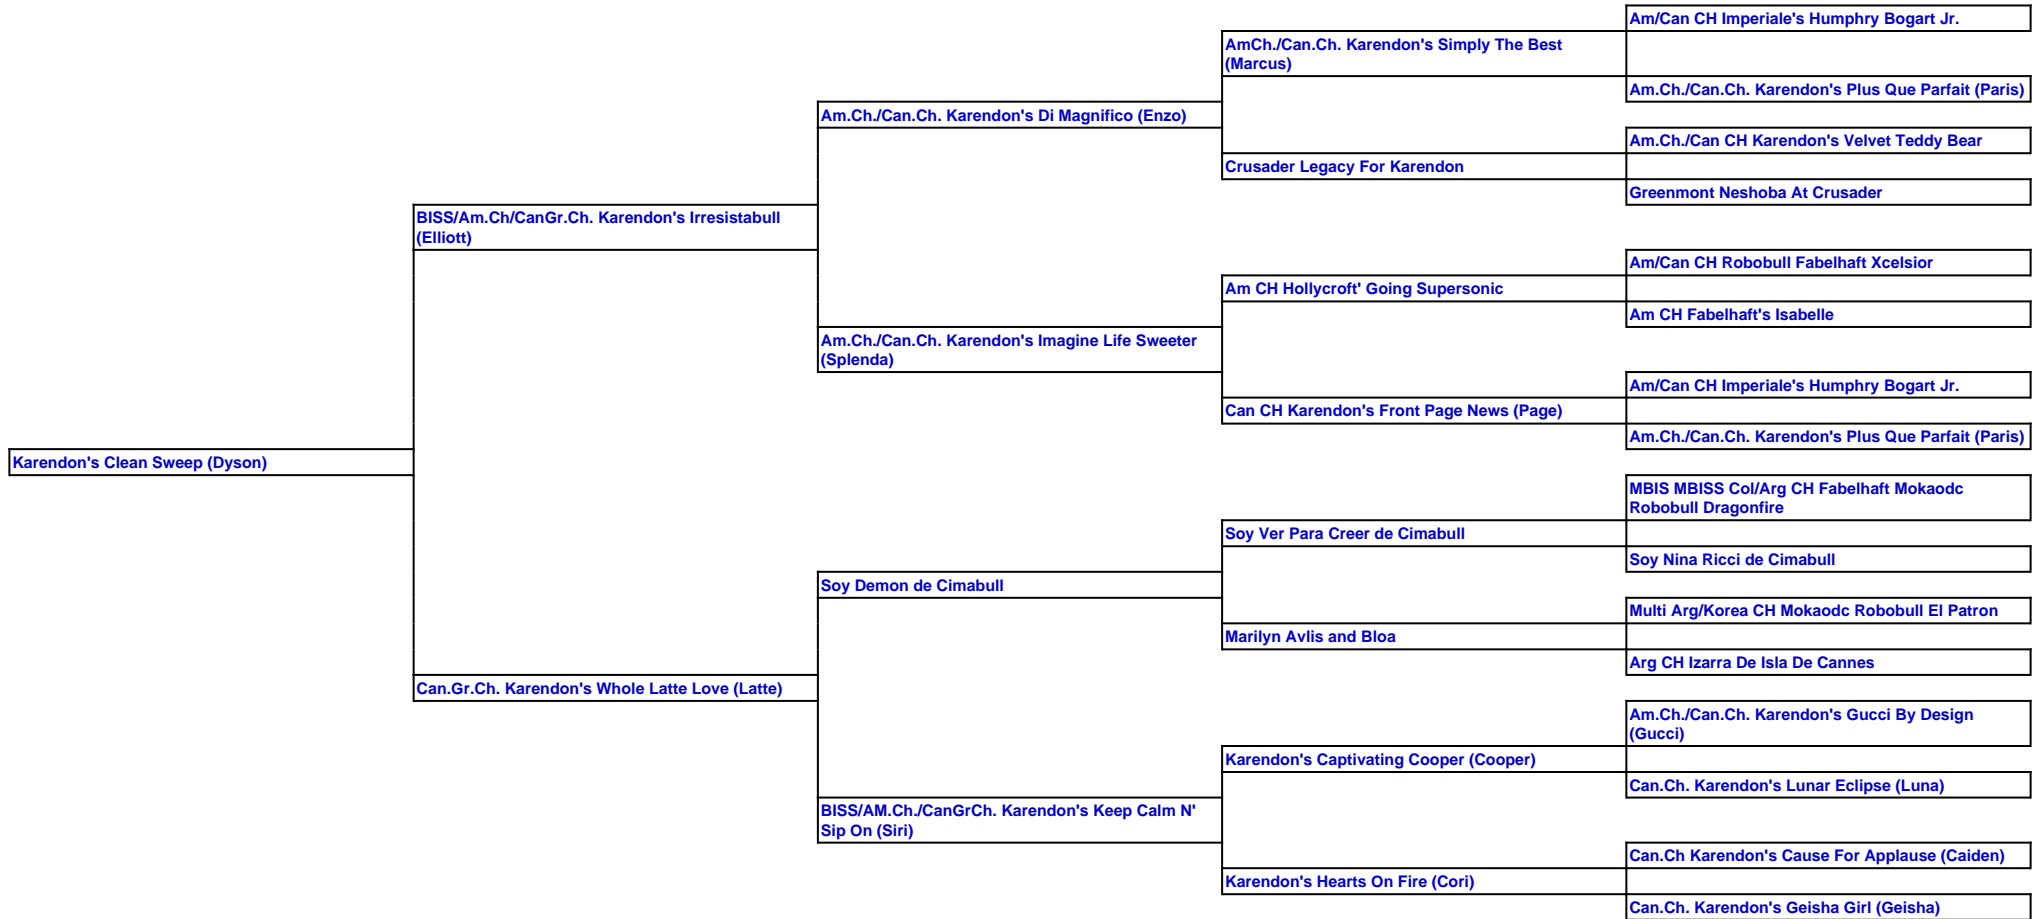 Am/Can CH Imperiale's Humphry Bogart Jr.
AmCh./Can.Ch. Karendon's Simply The Best
(Marcus)
Am.Ch./Can.Ch. Karendon's Plus Que Parfait (Paris)
Am.Ch./Can.Ch. Karendon's Di Magnifico (Enzo)
Am.Ch./Can CH Karendon's Velvet Teddy Bear
Crusader Legacy For Karendon
Greenmont Neshoba At Crusader
BISS/Am.Ch/CanGr.Ch. Karendon's Irresistabull
(Elliott)
Am/Can CH Robobull Fabelhaft Xcelsior
Am CH Hollycroft' Going Supersonic
Am CH Fabelhaft's Isabelle
Am.Ch./Can.Ch. Karendon's Imagine Life Sweeter
(Splenda)
Am/Can CH Imperiale's Humphry Bogart Jr.
Can CH Karendon's Front Page News (Page)
Am.Ch./Can.Ch. Karendon's Plus Que Parfait (Paris)
Karendon's Clean Sweep (Dyson)
MBIS MBISS Col/Arg CH Fabelhaft Mokaodc
Robobull Dragonfire
Soy Ver Para Creer de Cimabull
Soy Nina Ricci de Cimabull
Soy Demon de Cimabull
Multi Arg/Korea CH Mokaodc Robobull El Patron
Marilyn Avlis and Bloa
Arg CH Izarra De Isla De Cannes
Can.Gr.Ch. Karendon's Whole Latte Love (Latte)
Am.Ch./Can.Ch. Karendon's Gucci By Design
(Gucci)
Karendon's Captivating Cooper (Cooper)
Can.Ch. Karendon's Lunar Eclipse (Luna)
BISS/AM.Ch./CanGrCh. Karendon's Keep Calm N'
Sip On (Siri)
Can.Ch Karendon's Cause For Applause (Caiden)
Karendon's Hearts On Fire (Cori)
Can.Ch. Karendon's Geisha Girl (Geisha)